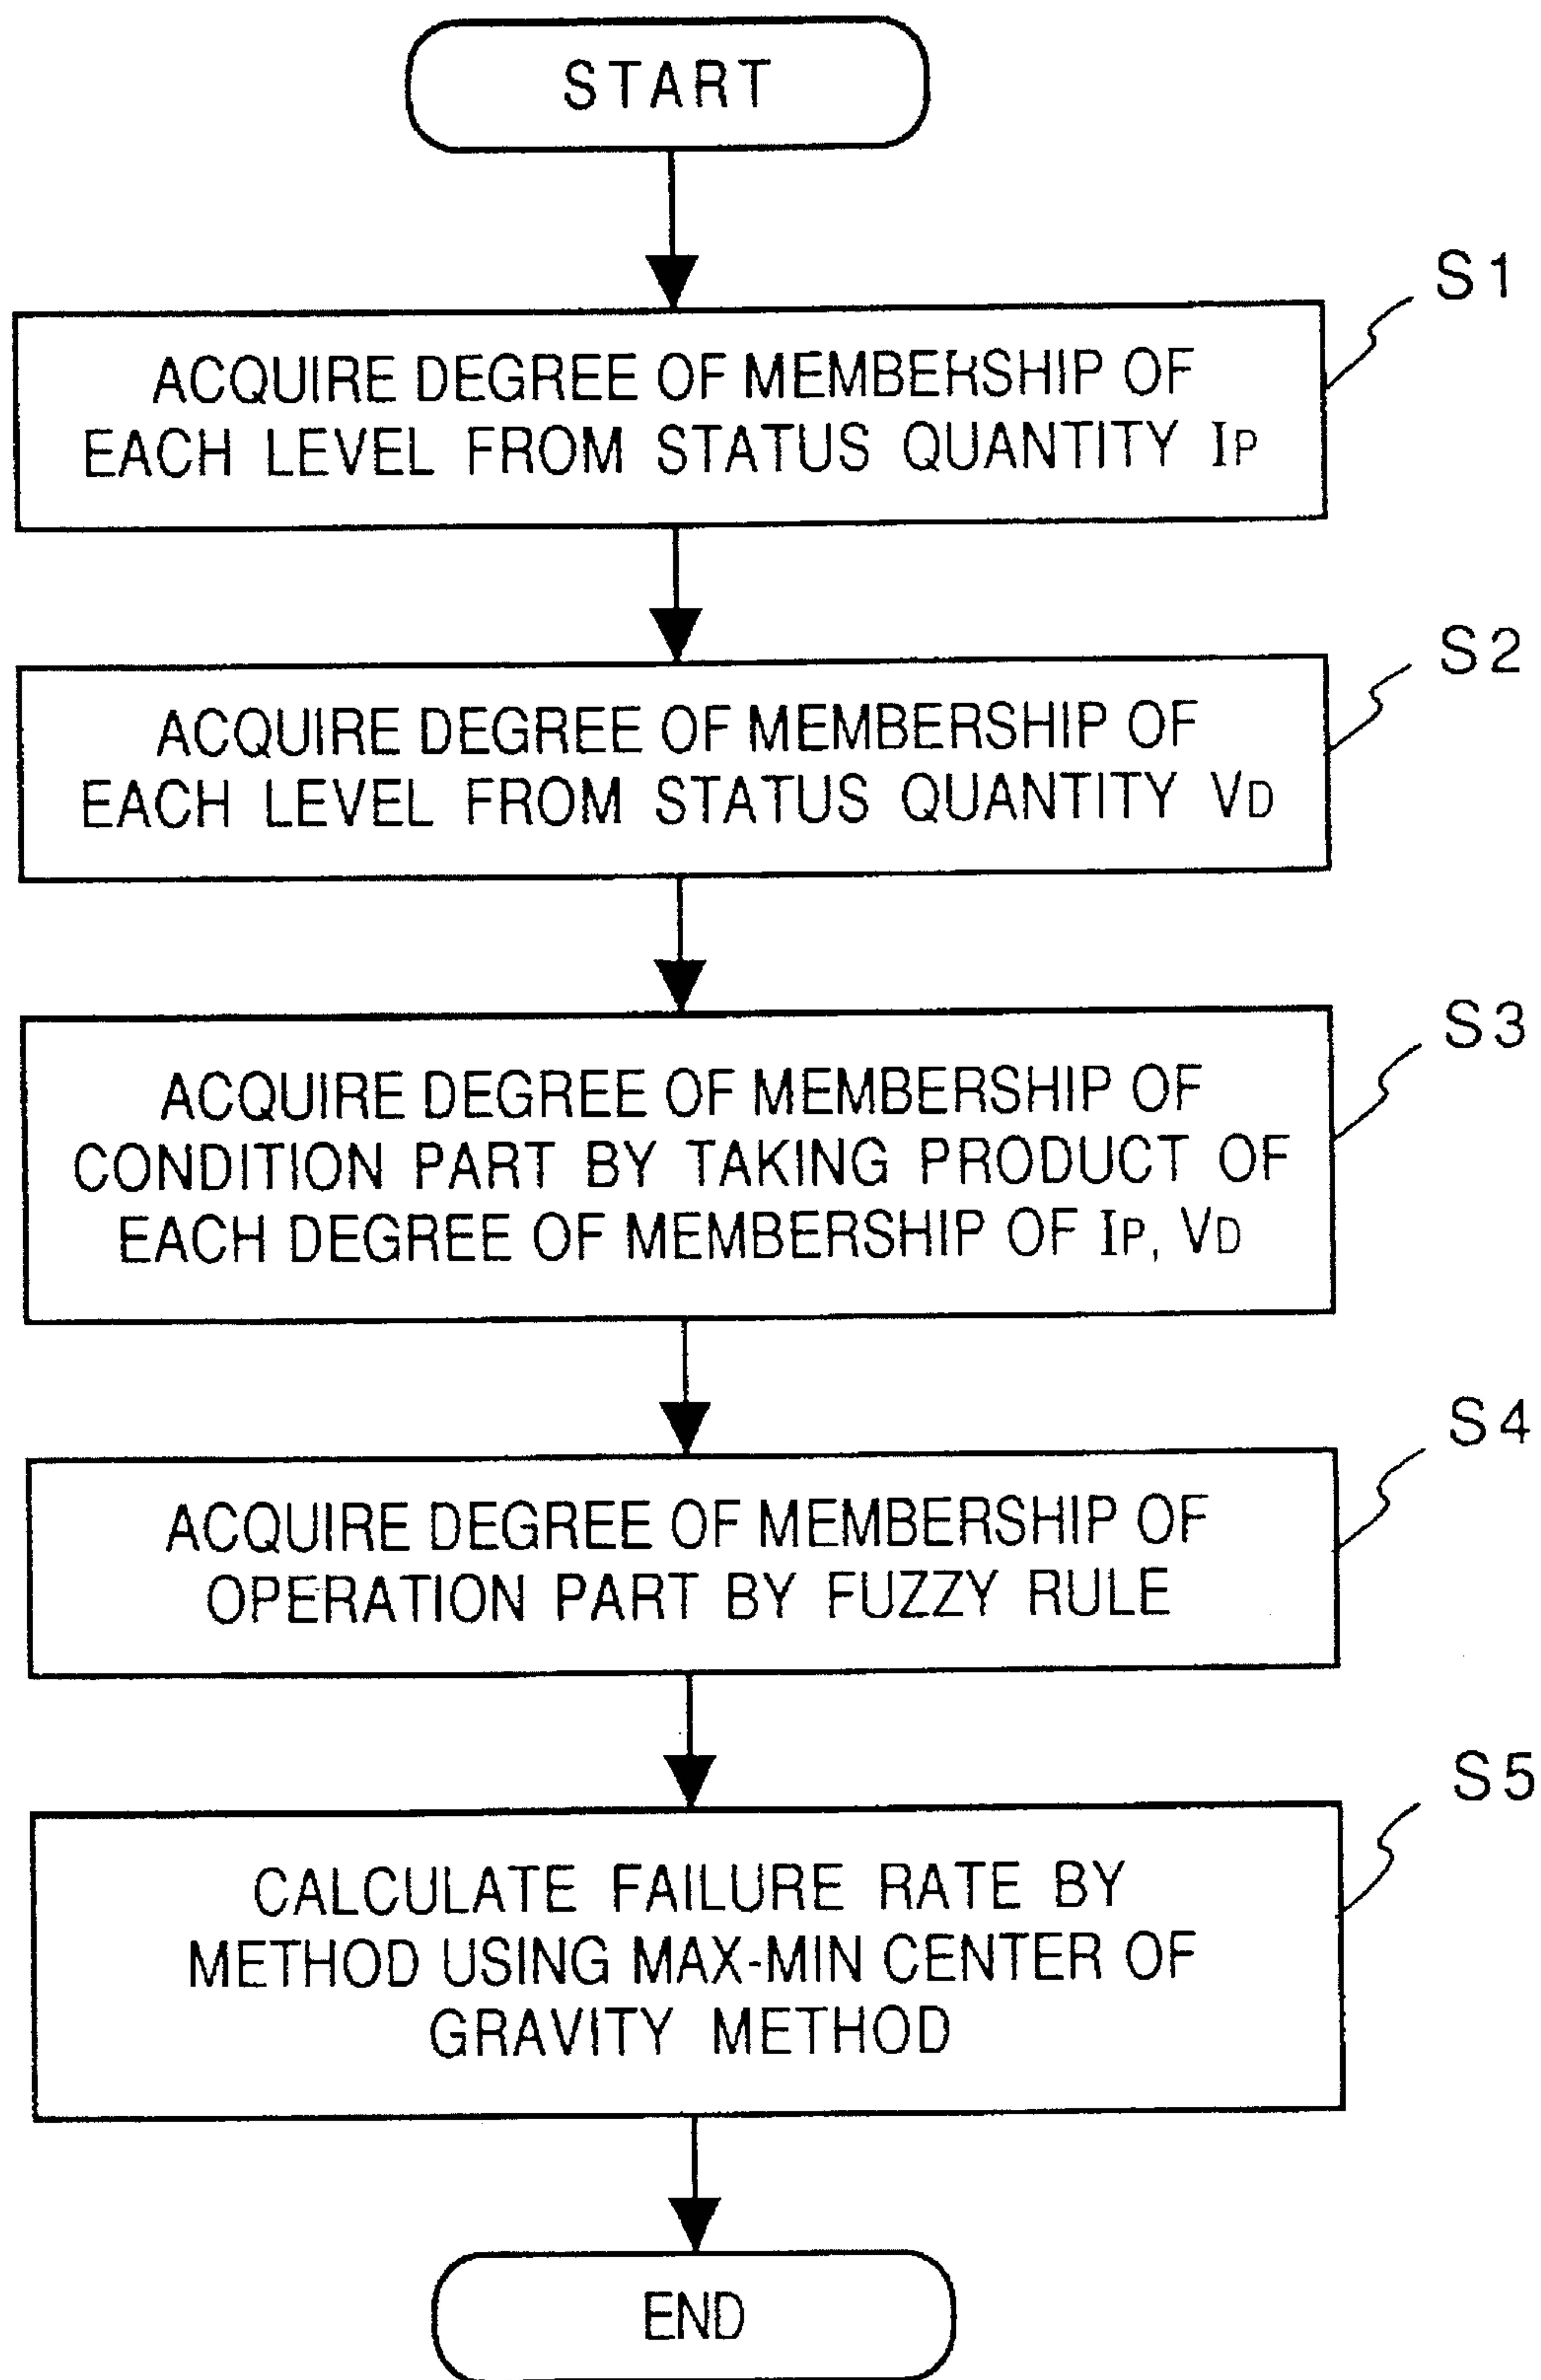 START
S1
ACQUIRE DEGREE OF MEMBERSHIP OF
EACH LEVEL FROM STATUS QUANTITY IP
S2
ACQUIRE DEGREE OF MEMBERSHIP OF
EACH LEVEL FROM STATUS QUANTITY VD
S3
ACQUIRE DEGREE OF MEMBERSHIP OF
CONDITION PART BY TAKING PRODUCT OF
EACH DEGREE OF MEMBERSHIP OF IP, VD
S4
ACQUIRE DEGREE OF MEMBERSHIP OF
OPERATION PART BY FUZZY RULE
S5
CALCULATE FAILURE RATE BY
METHOD USING MAX-MIN CENTER OF
GRAVITY METHOD
END